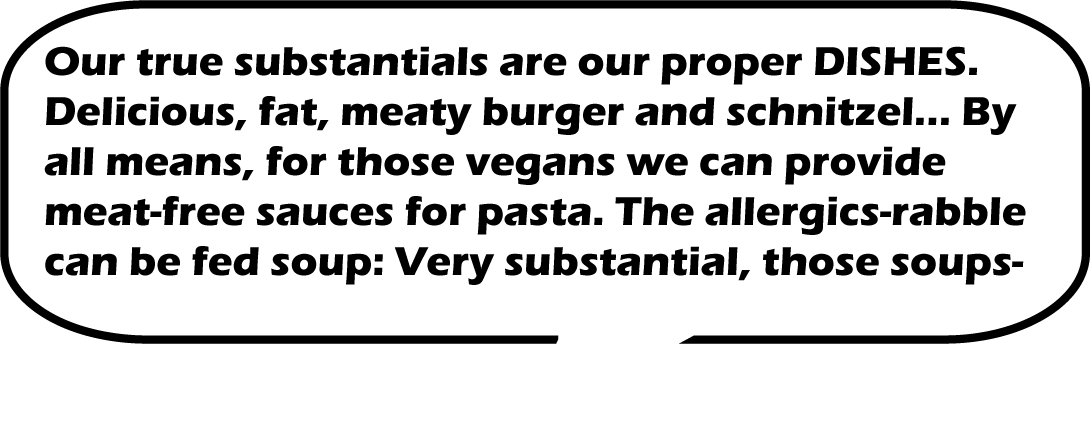 Our true substantials are our proper DISHES.
Delicious, fat, meaty burger and schnitzel... By
all means, for those vegans we can provide
meat-free sauces for pasta. The allergics-rabble
can be fed soup: Very substantial, those soups-